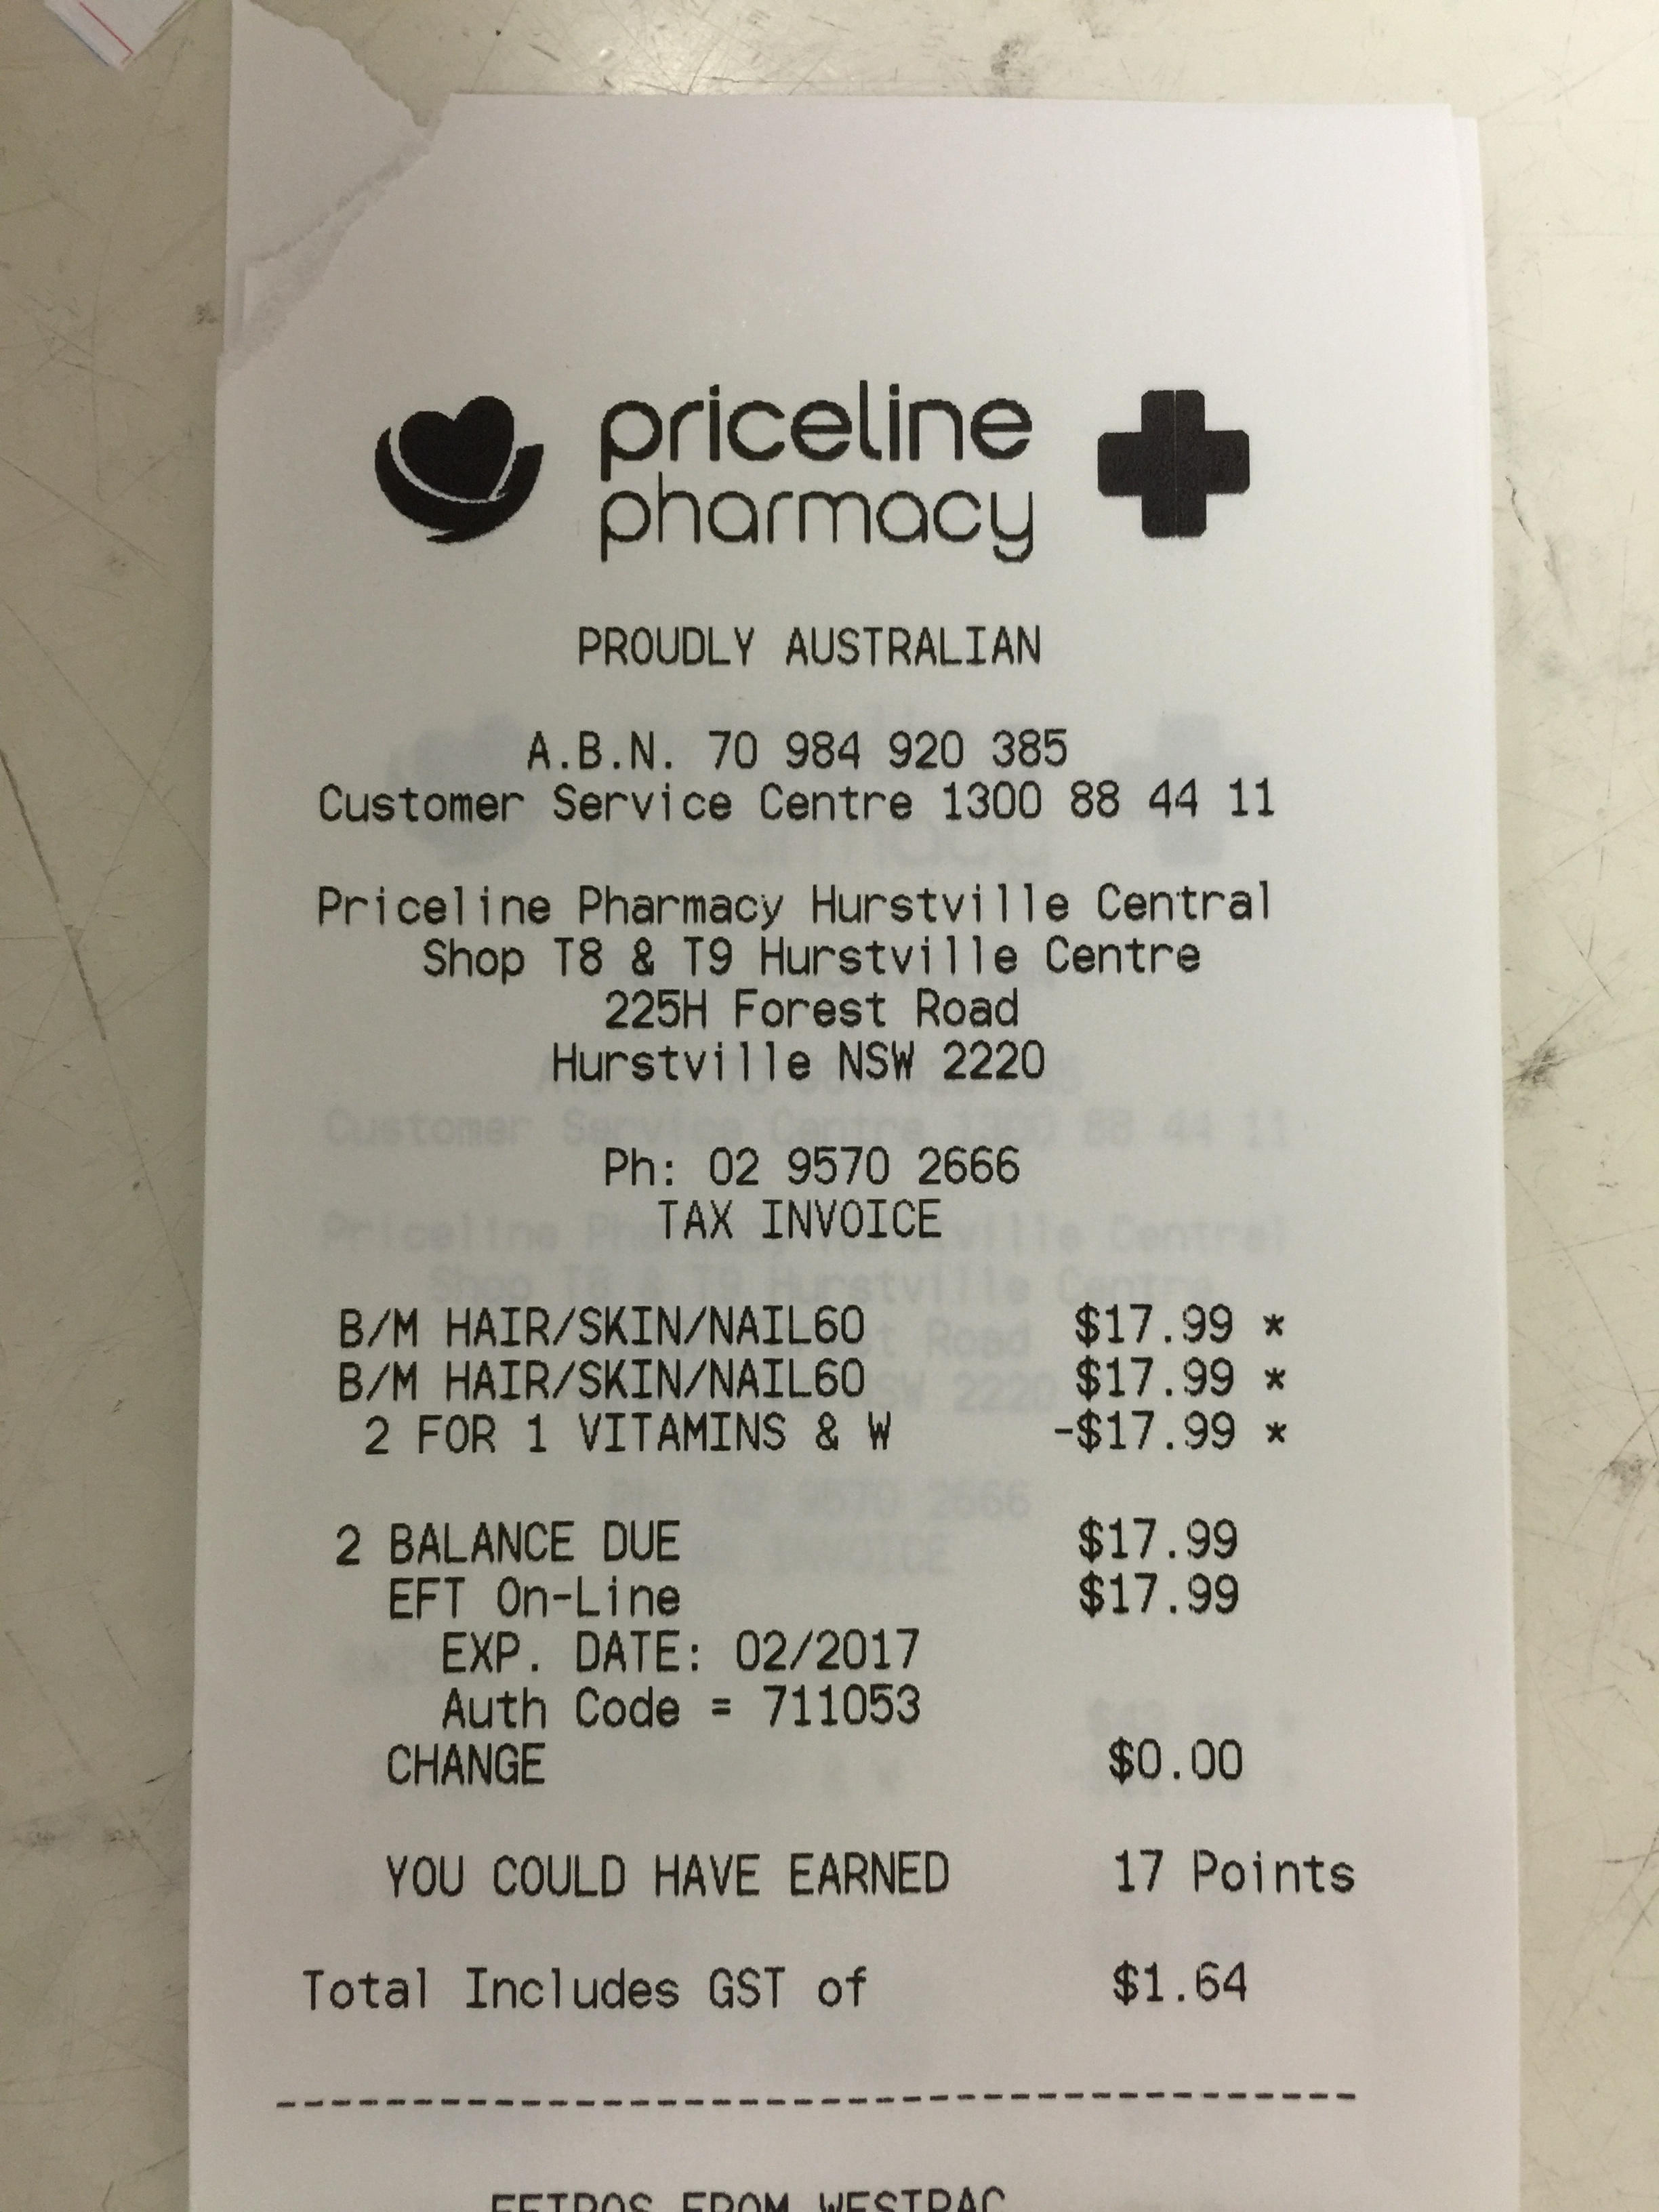 priceline
pharmacy
PROUDLY AUSTRALIAN
A.B.N. 70 984 920 385
Customer Service Centre 1300 88 44 11
Priceline Pharmacy Hurstville Central
Shop T8 & T9 Hurstville Centre
225H Forest Road
Hurstville NSW 2220
Ph: 02 9570 2666
TAX INVOICE
B/M HAIR/SKIN/NAIL60 $17.99 *
B/M HAIR/SKIN/NAIL60 $17.99 *
2 FOR 1 VITAMINS & W -$17.99 *
2 BALANCE DUE $17.99
EFT On-Line $17.99
EXP. DATE: 02/2017
Auth Code = 711053
CHANGE $0.00
YOU COULD HAVE EARNED 17 Points
Total Includes GST of $1.64
--------------------------------------
EFTPOS FROM WESTPAC